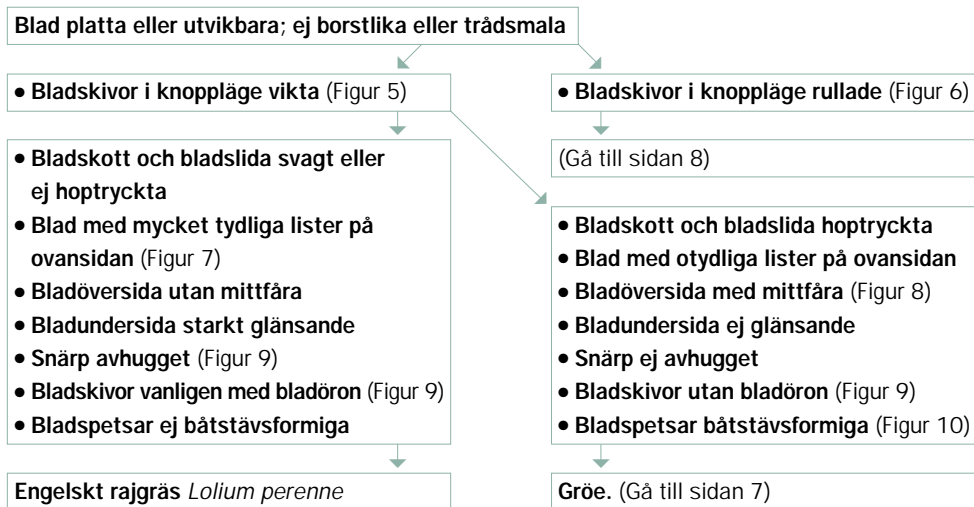 Blad platta eller utvikbara; ej borstlika eller trådsmala
• Bladskivor i knoppläge vikta (Figur 5)
• Bladskivor i knoppläge rullade (Figur 6)
• Bladskott och bladslida svagt eller
ej hoptryckta
• Blad med mycket tydliga lister på
ovansidan (Figur 7)
• Bladöversida utan mittfåra
• Bladundersida starkt glänsande
• Snärp avhugget (Figur 9)
• Bladskivor vanligen med bladöron (Figur 9)
• Bladspetsar ej båtstävsformiga
(Gå till sidan 8)
• Bladskott och bladslida hoptryckta
• Blad med otydliga lister på ovansidan
• Bladöversida med mittfåra (Figur 8)
• Bladundersida ej glänsande
• Snärp ej avhugget
• Bladskivor utan bladöron (Figur 9)
• Bladspetsar båtstävsformiga (Figur 10)
Engelskt rajgräs Lolium perenne
Gröe. (Gå till sidan 7)